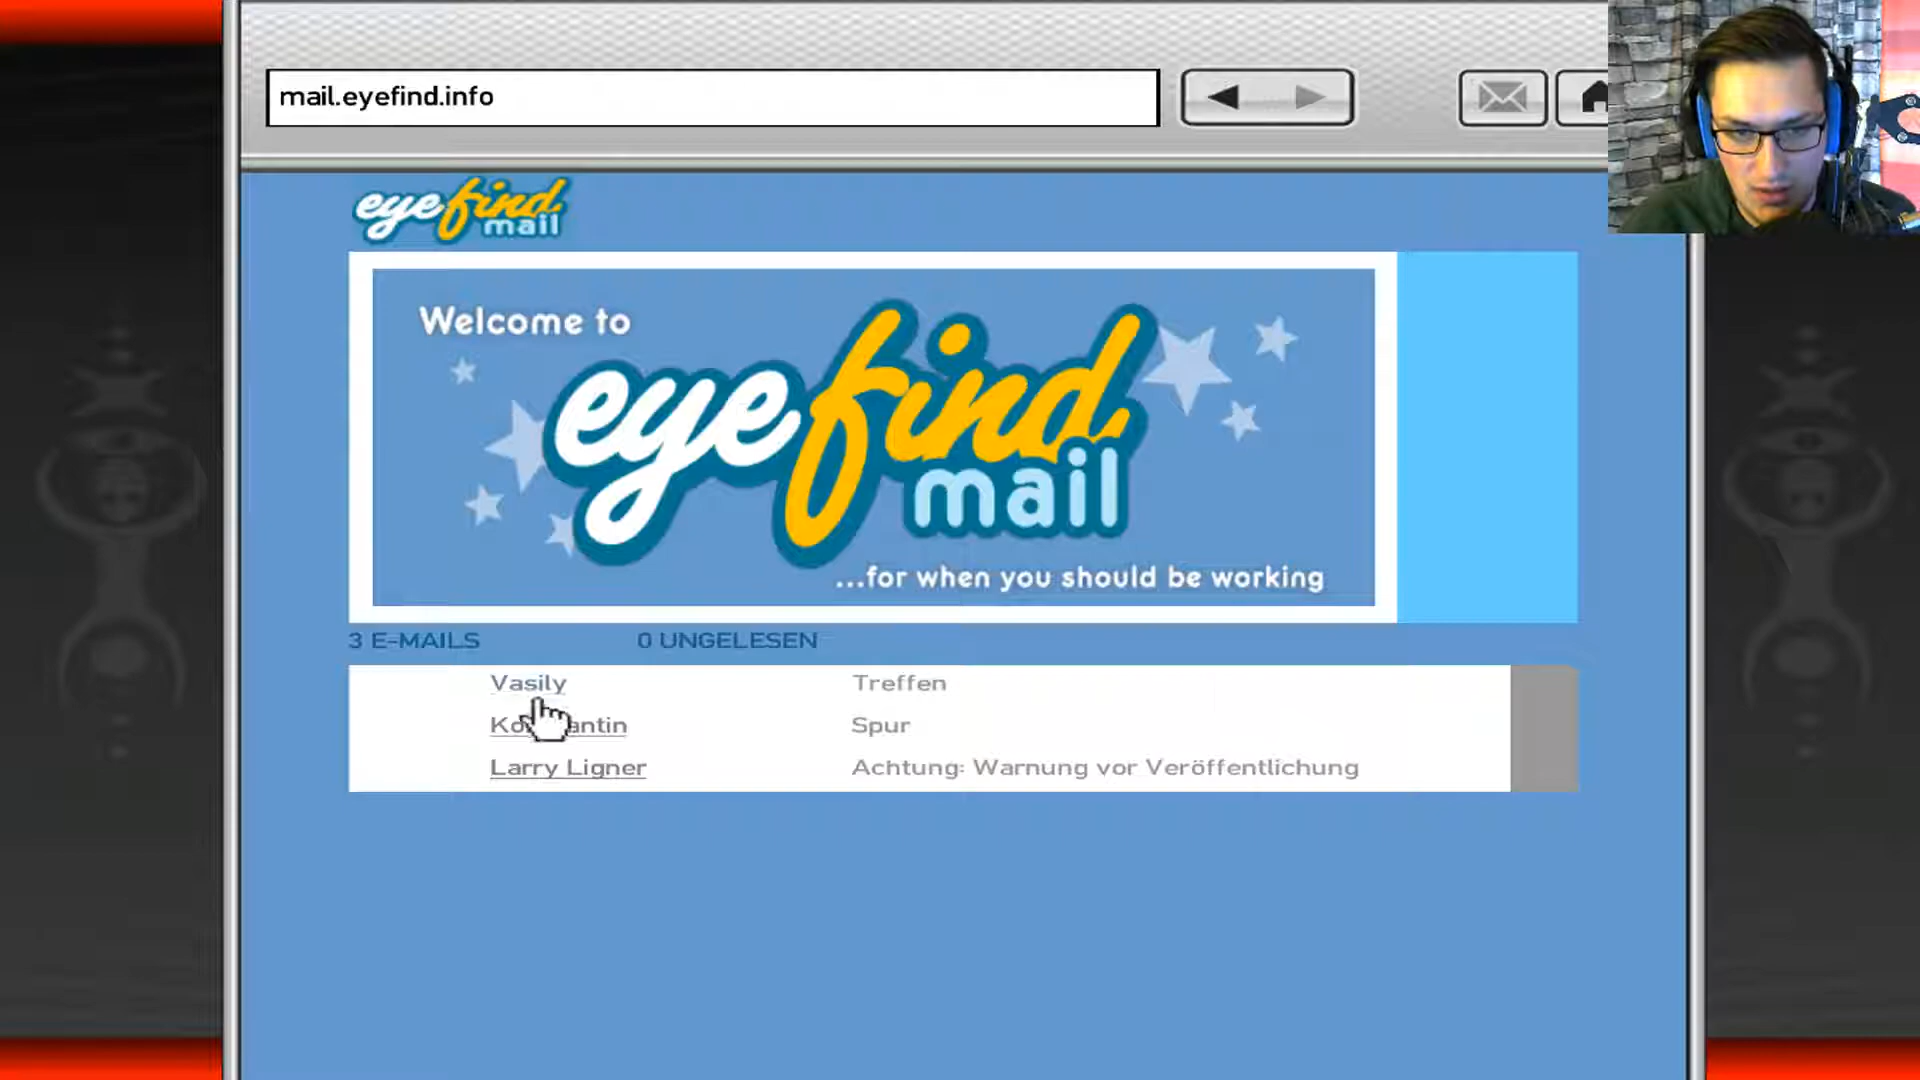 mail.eyefind.info
eyefind
mail
Welcome to
eyefind
mail
...for when you should be working
3 E-MAILS 0 UNGELESEN
Vasily Treffen
Spur
Larry Ligner Achtung: Warnung vor Veröffentlichung